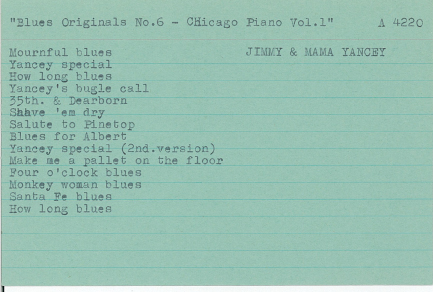 "Blues Originals No.6 - CHicago Piano Vol.1" A 4220
Mournful blues JIMMY & MAMA YANCEY
Yancey special
How long blues
Yancey's bugle call
35th. & Dearborn
Shave 'em dry
Salute to Pinetop
Blues for Albert
Yancey special (2nd.version)
Make me a pallet on the floor
Four o'clock blues
Monkey woman blues
Santa Fe blues
How long blues